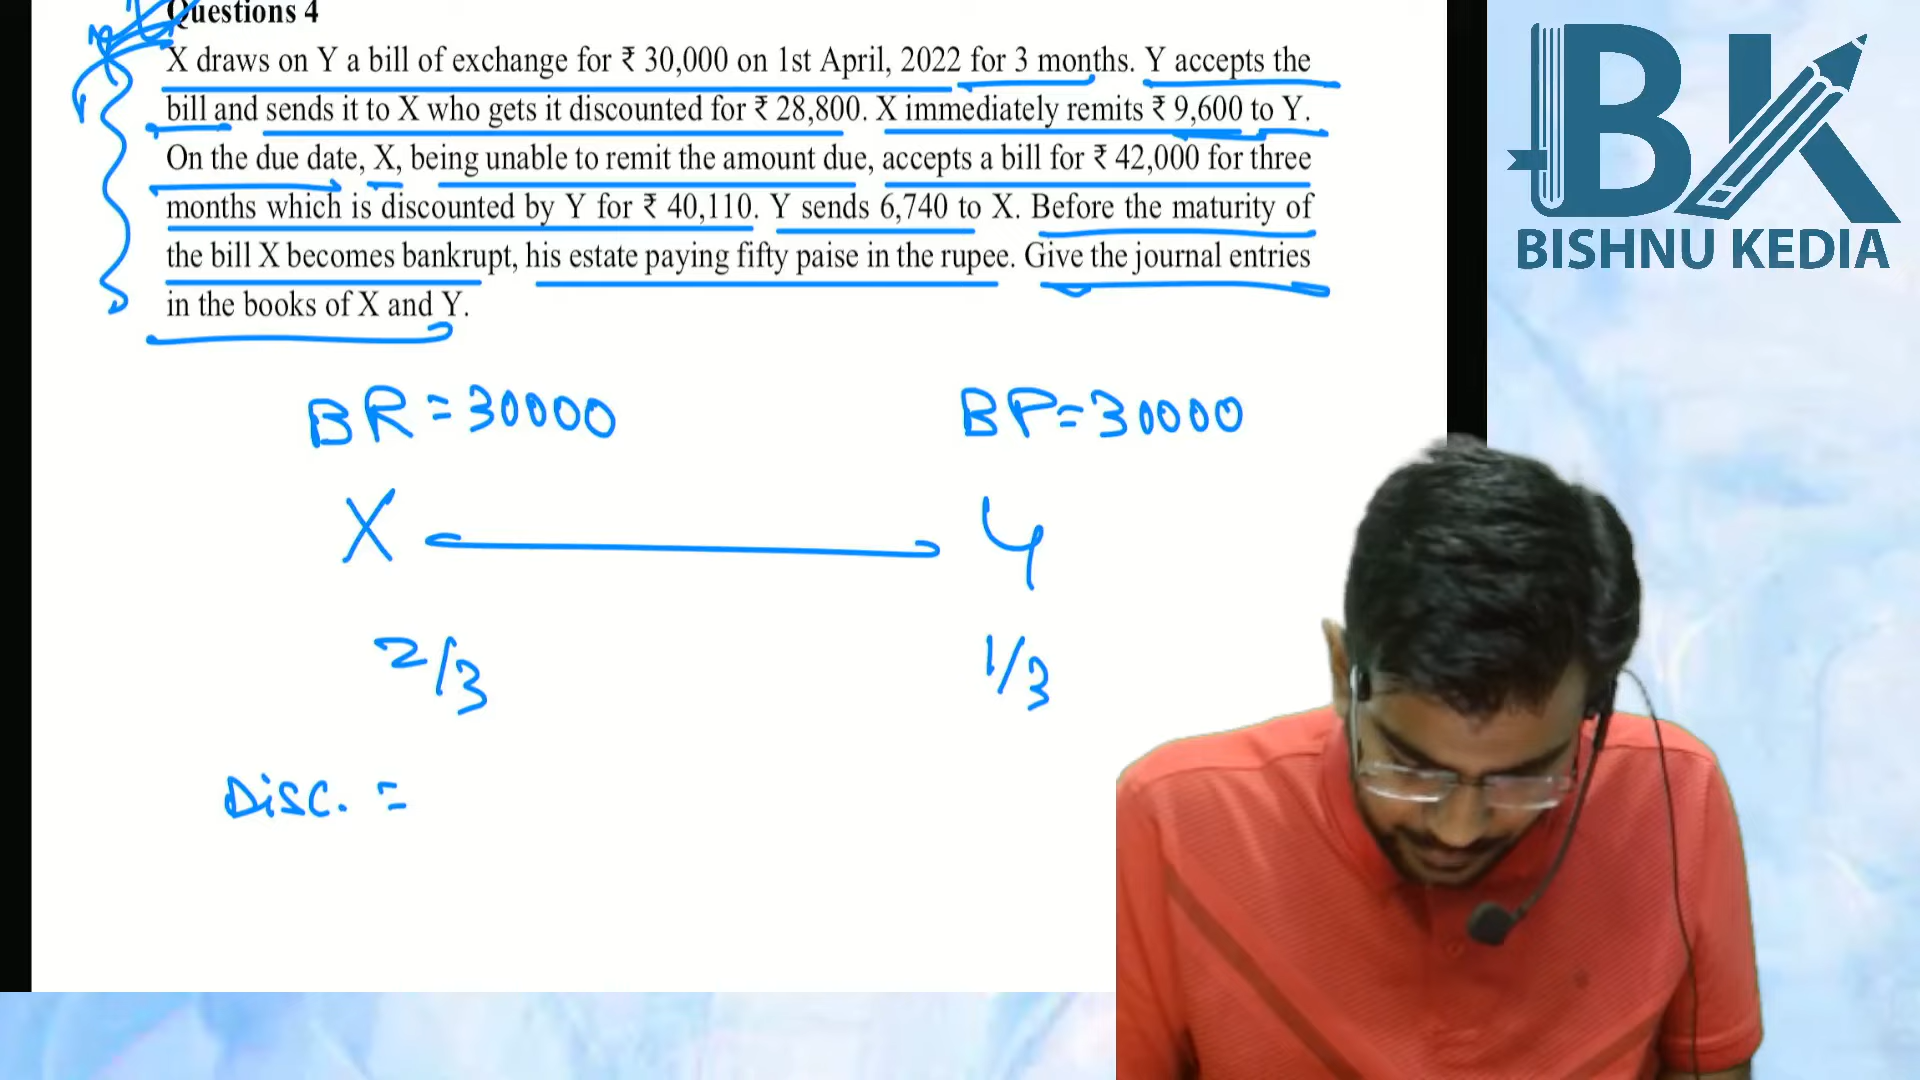 Questions 4
X draws on Y a bill of exchange for ₹ 30,000 on 1st April, 2022 for 3 months. Y accepts the
bill and sends it to X who gets it discounted for ₹ 28,800. X immediately remits ₹ 9,600 to Y.
On the due date, X, being unable to remit the amount due, accepts a bill for ₹ 42,000 for three
months which is discounted by Y for ₹ 40,110. Y sends 6,740 to X. Before the maturity of
the bill X becomes bankrupt, his estate paying fifty paise in the rupee. Give the journal entries
in the books of X and Y.
BK
BISHNU KEDIA
BR = 30000
BP = 30000
X
Y
2/3
1/3
Disc. =